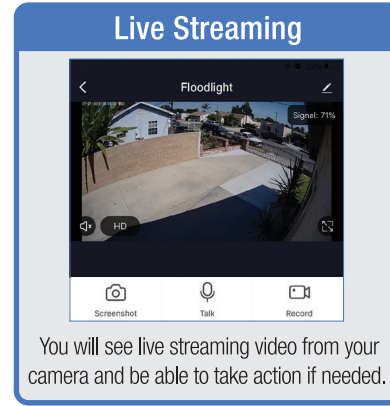 Live Streaming
Floodlight
Signal: 71%
HD
Screenshot Talk Record
You will see live streaming video from your
camera and be able to take action if needed.